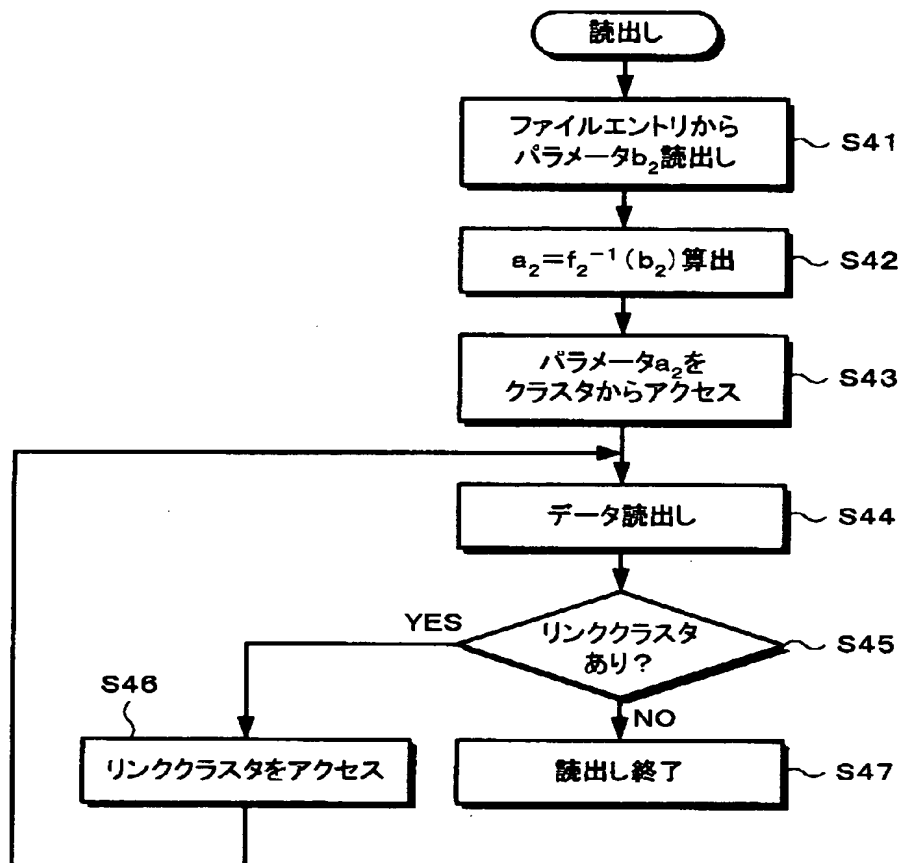 読出し
ファイルエントリから
パラメータb₂読出し
S41
a₂=f₂⁻¹(b₂)算出
S42
パラメータa₂を
クラスタからアクセス
S43
データ読出し
S44
YES
リンククラスタ
あり?
S45
S46
NO
リンククラスタをアクセス
読出し終了
S47